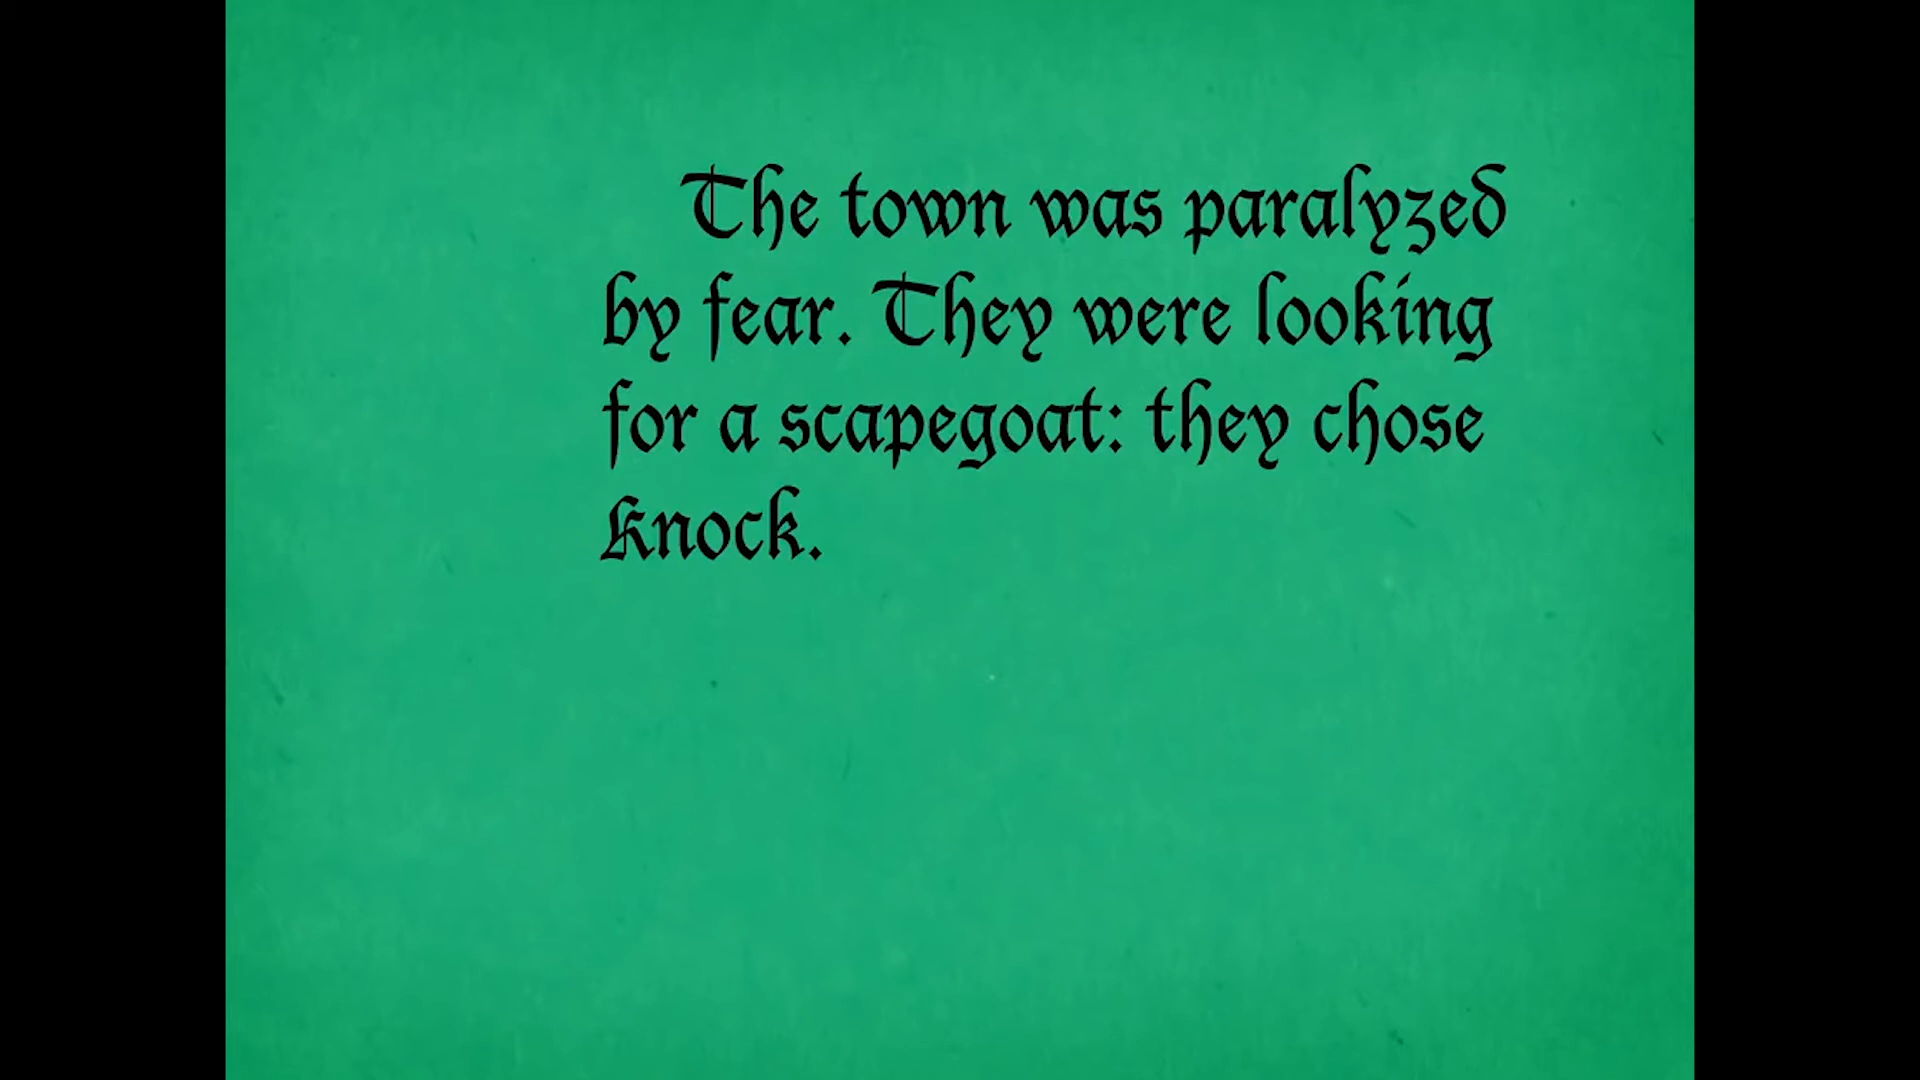 The town was paralyzed
by fear. They were looking
for a scapegoat: they chose
Knock.